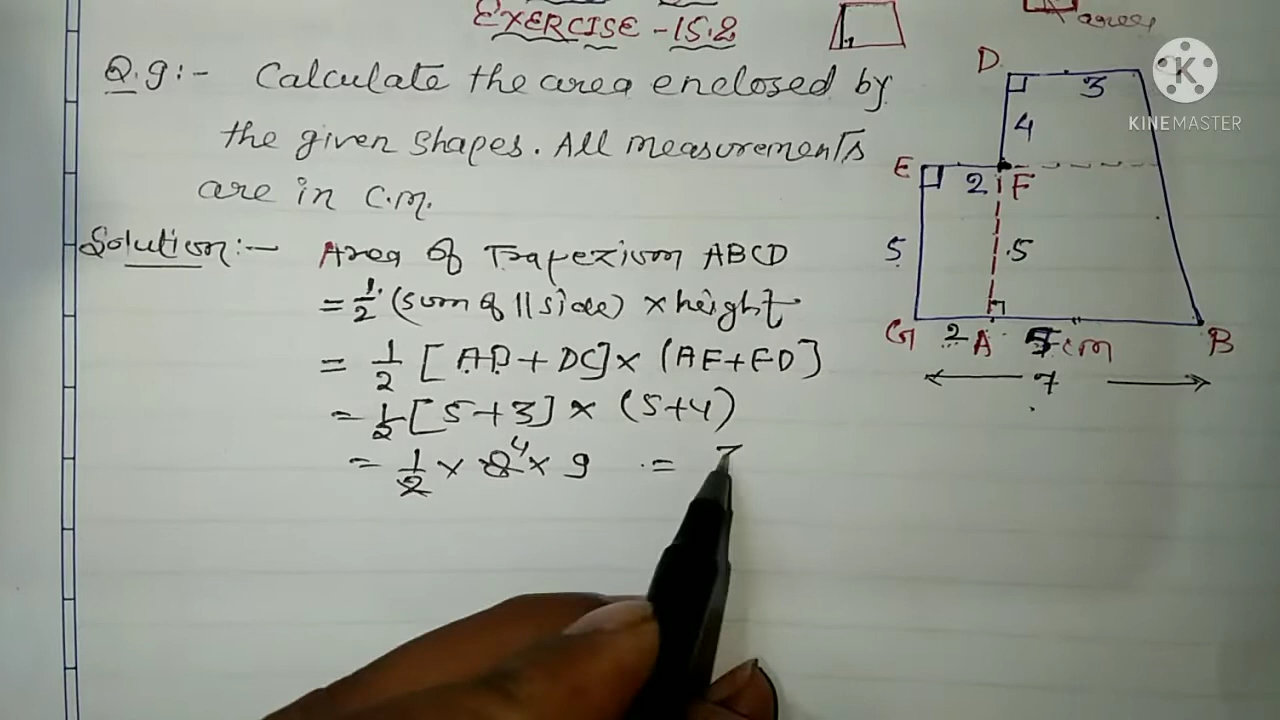 EXERCISE - 15.2
area
Q.9:- Calculate the area enclosed by
the given shapes. All measurements
are in C.m.
Solution:- Area of Trapezium ABCD
= 1/2 (sum of || side) × height
= 1/2 [AB + DC] × (AF + FD]
= 1/2 [5 + 3] × (5+4)
= 1/2 × 8 4 × 9 =
D
3
4
E
2 F
5
5
G 2 A 5 cm B
7
K
KINEMASTER